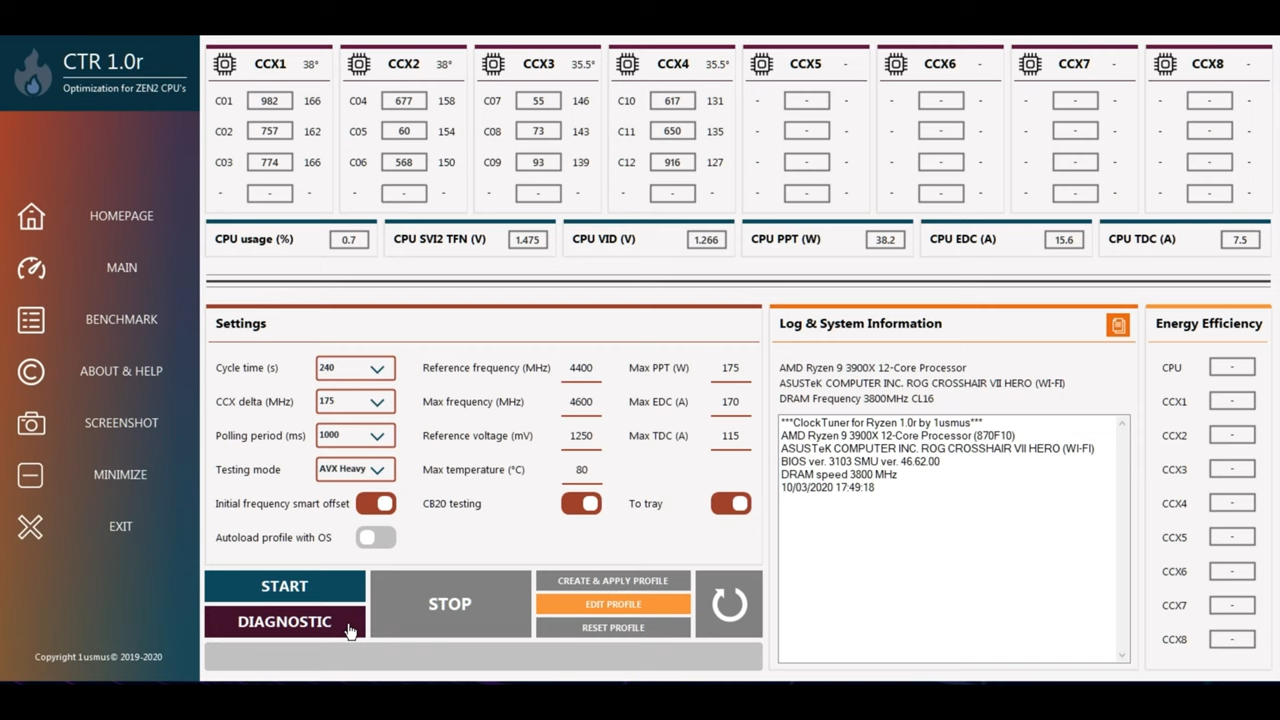 CTR 1.0r
Optimization for ZEN2 CPU's
HOMEPAGE
MAIN
BENCHMARK
ABOUT & HELP
SCREENSHOT
MINIMIZE
EXIT
Copyright 1usmus© 2019-2020
CCX1 38°
C01 982 166
C02 757 162
C03 774 166
- - -
CCX2 38°
C04 677 158
C05 60 154
C06 568 150
- - -
CCX3 35.5°
C07 55 146
C08 73 143
C09 93 139
- - -
CCX4 35.5°
C10 617 131
C11 650 135
C12 916 127
- - -
CCX5 -
- - -
- - -
- - -
- - -
CCX6 -
- - -
- - -
- - -
- - -
CCX7 -
- - -
- - -
- - -
- - -
CCX8 -
- - -
- - -
- - -
- - -
CPU usage (%) 0.7
CPU SVI2 TFN (V) 1.475
CPU VID (V) 1.266
CPU PPT (W) 38.2
CPU EDC (A) 15.6
CPU TDC (A) 7.5
Settings
Cycle time (s) 240 Reference frequency (MHz) 4400 Max PPT (W) 175
CCX delta (MHz) 175 Max frequency (MHz) 4600 Max EDC (A) 170
Polling period (ms) 1000 Reference voltage (mV) 1250 Max TDC (A) 115
Testing mode AVX Heavy Max temperature (°C) 80
Initial frequency smart offset CB20 testing To tray
Autoload profile with OS
START
DIAGNOSTIC
STOP
CREATE & APPLY PROFILE
EDIT PROFILE
RESET PROFILE
Log & System Information
AMD Ryzen 9 3900X 12-Core Processor
ASUSTeK COMPUTER INC. ROG CROSSHAIR VII HERO (WI-FI)
DRAM Frequency 3800MHz CL16
***ClockTuner for Ryzen 1.0r by 1usmus***
AMD Ryzen 9 3900X 12-Core Processor (870F10)
ASUSTeK COMPUTER INC. ROG CROSSHAIR VII HERO (WI-FI)
BIOS ver. 3103 SMU ver. 46.62.00
DRAM speed 3800 MHz
10/03/2020 17:49:18
Energy Efficiency
CPU -
CCX1 -
CCX2 -
CCX3 -
CCX4 -
CCX5 -
CCX6 -
CCX7 -
CCX8 -